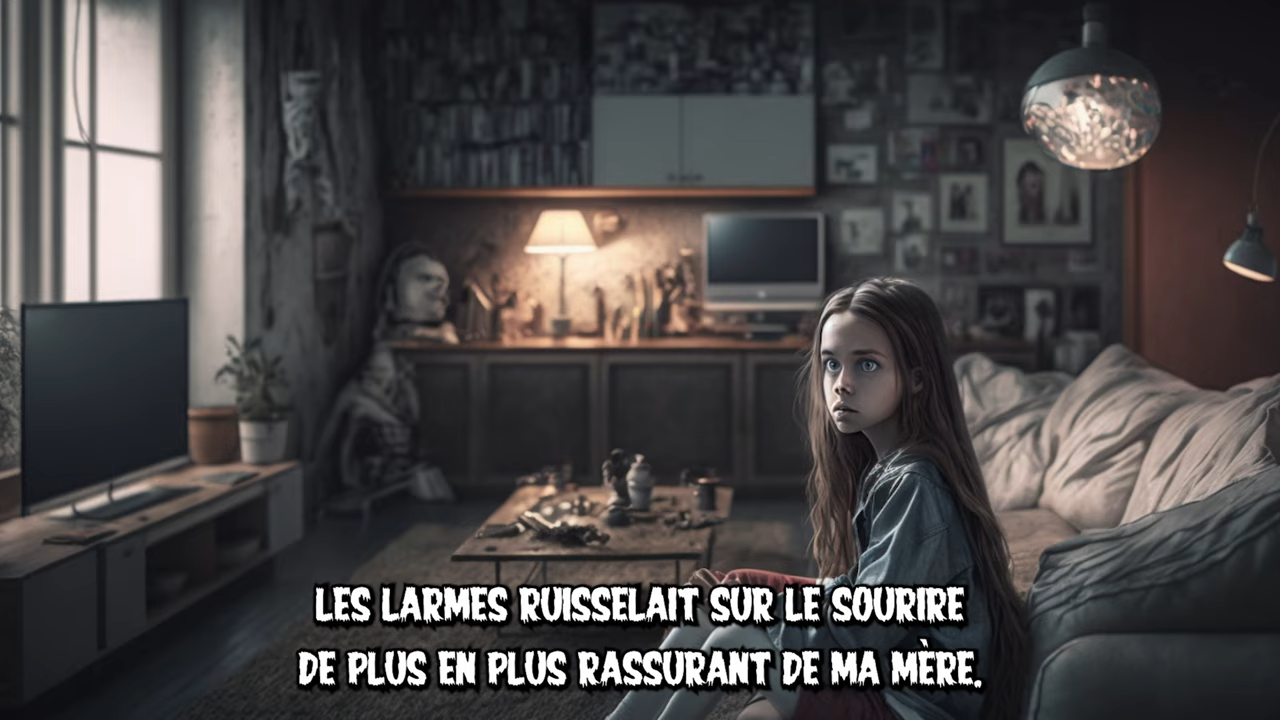 LES LARMES RUISSELAIT SUR LE SOURIRE
DE PLUS EN PLUS RASSURANT DE MA MÈRE.